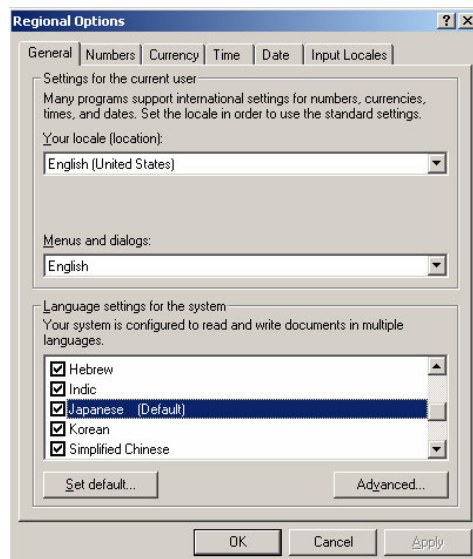 Regional Options
General Numbers Currency Time Date Input Locales
Settings for the current user
Many programs support international settings for numbers, currencies,
times, and dates. Set the locale in order to use the standard settings.
Your locale (location):
English (United States)
Menus and dialogs:
English
Language settings for the system
Your system is configured to read and write documents in multiple
languages.
Hebrew
Indic
Japanese (Default)
Korean
Simplified Chinese
Set default... Advanced...
OK Cancel Apply